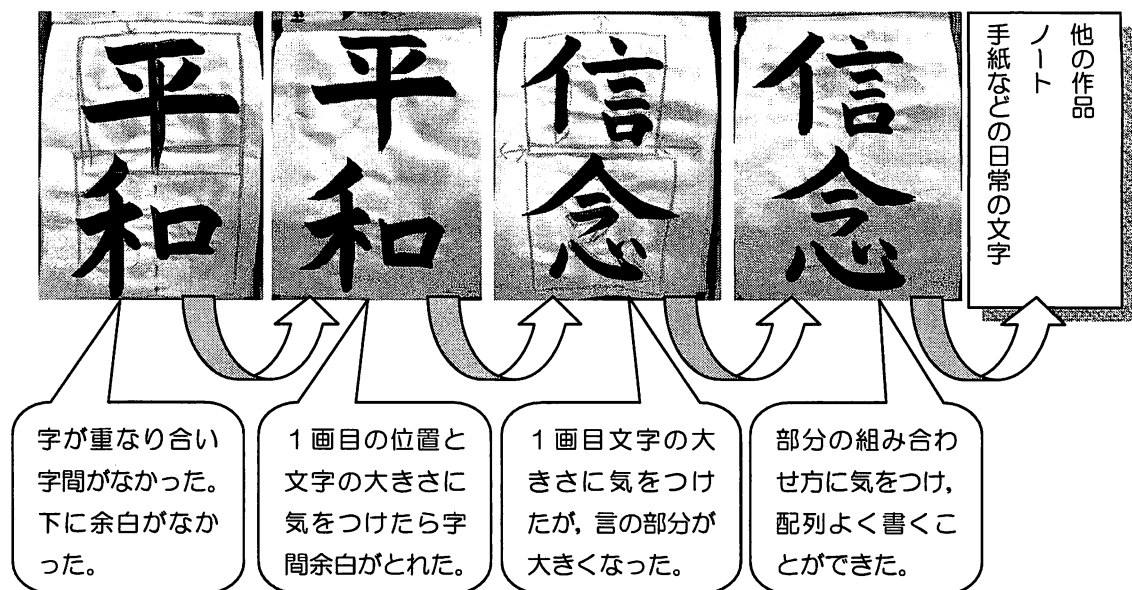 平
和
平
和
信
念
信
念
他の作品
ノート
手紙などの日常の文字
字が重なり合い
字間がなかった。
下に余白がなか
った。
1画目の位置と
文字の大きさに
気をつけたら字
間余白がとれた。
1画目文字の大
きさに気をつけ
たが,言の部分が
大きくなった。
部分の組み合わ
せ方に気をつけ,
配列よく書くこ
とができた。